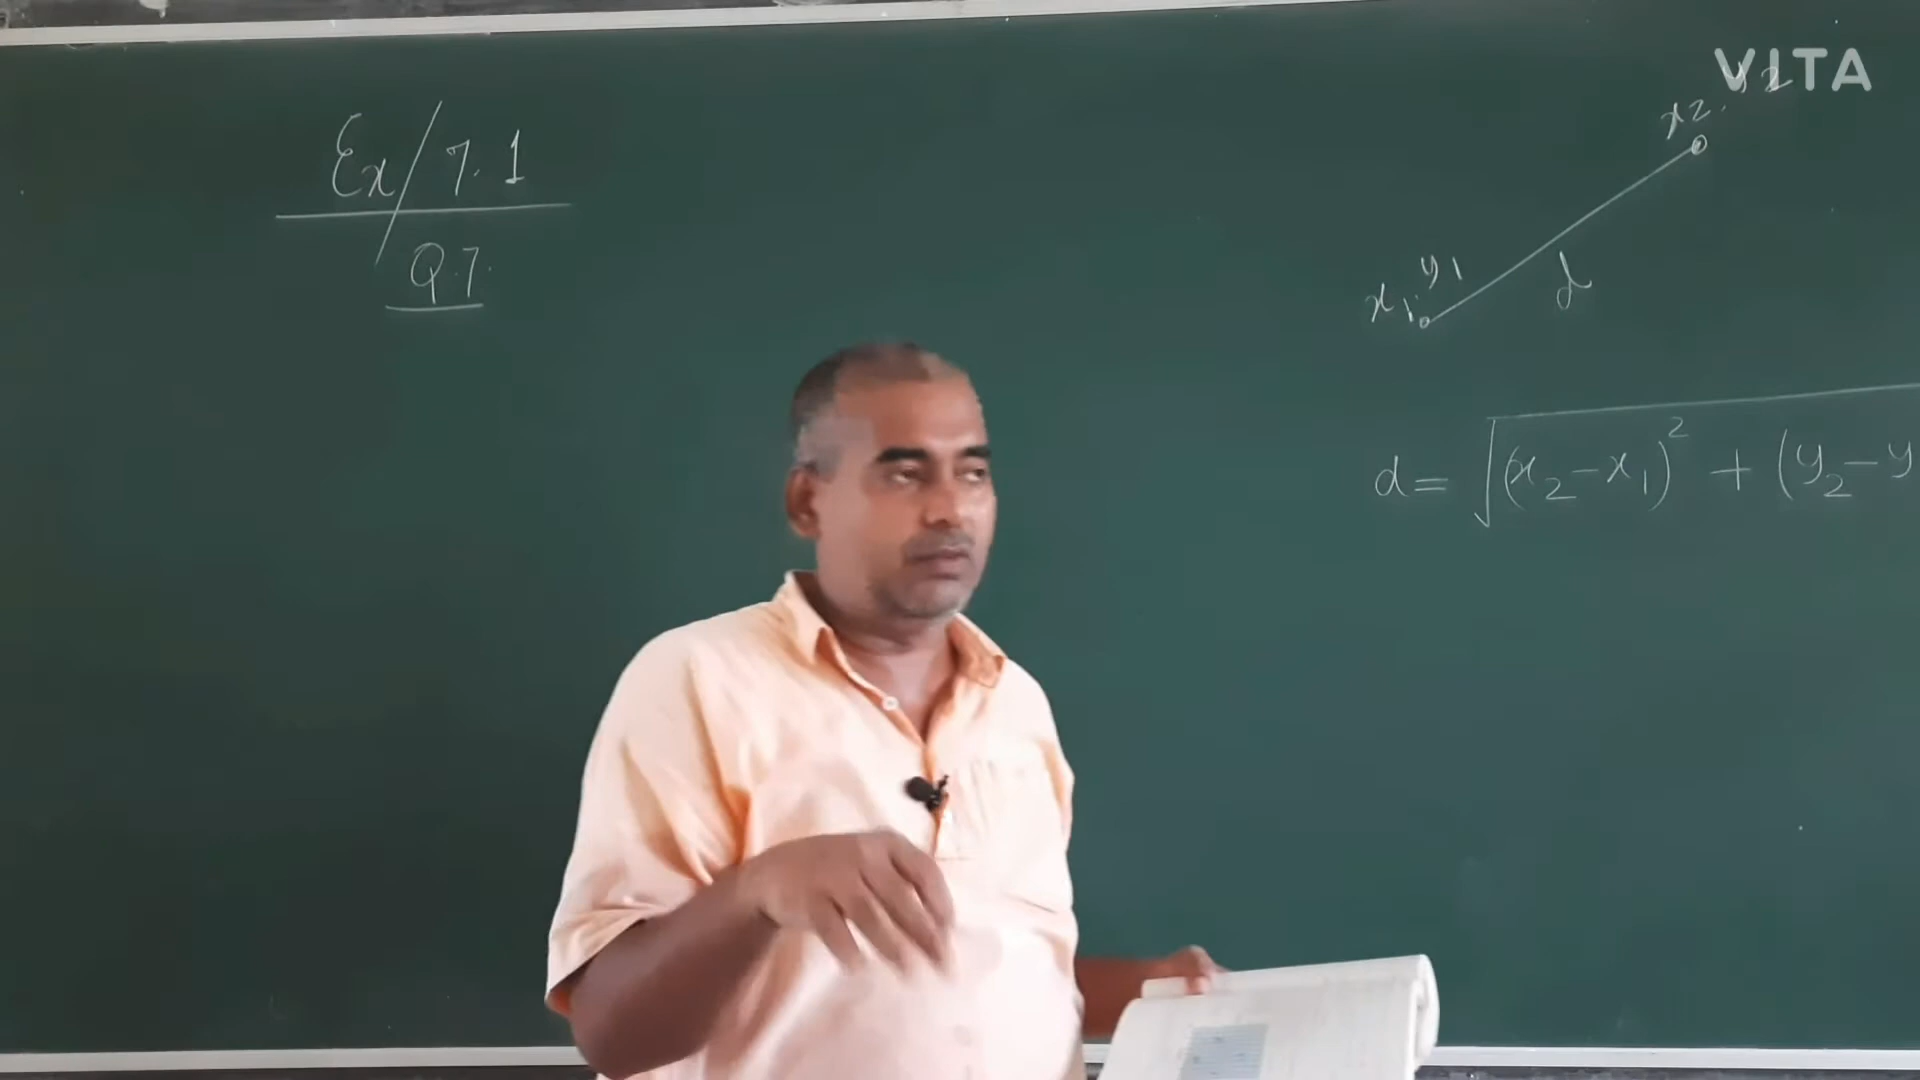 Ex/7.1
Q.7.
VITA
x2. y2
x1. y1
d
d = √(x₂-x₁)² + (y₂-y